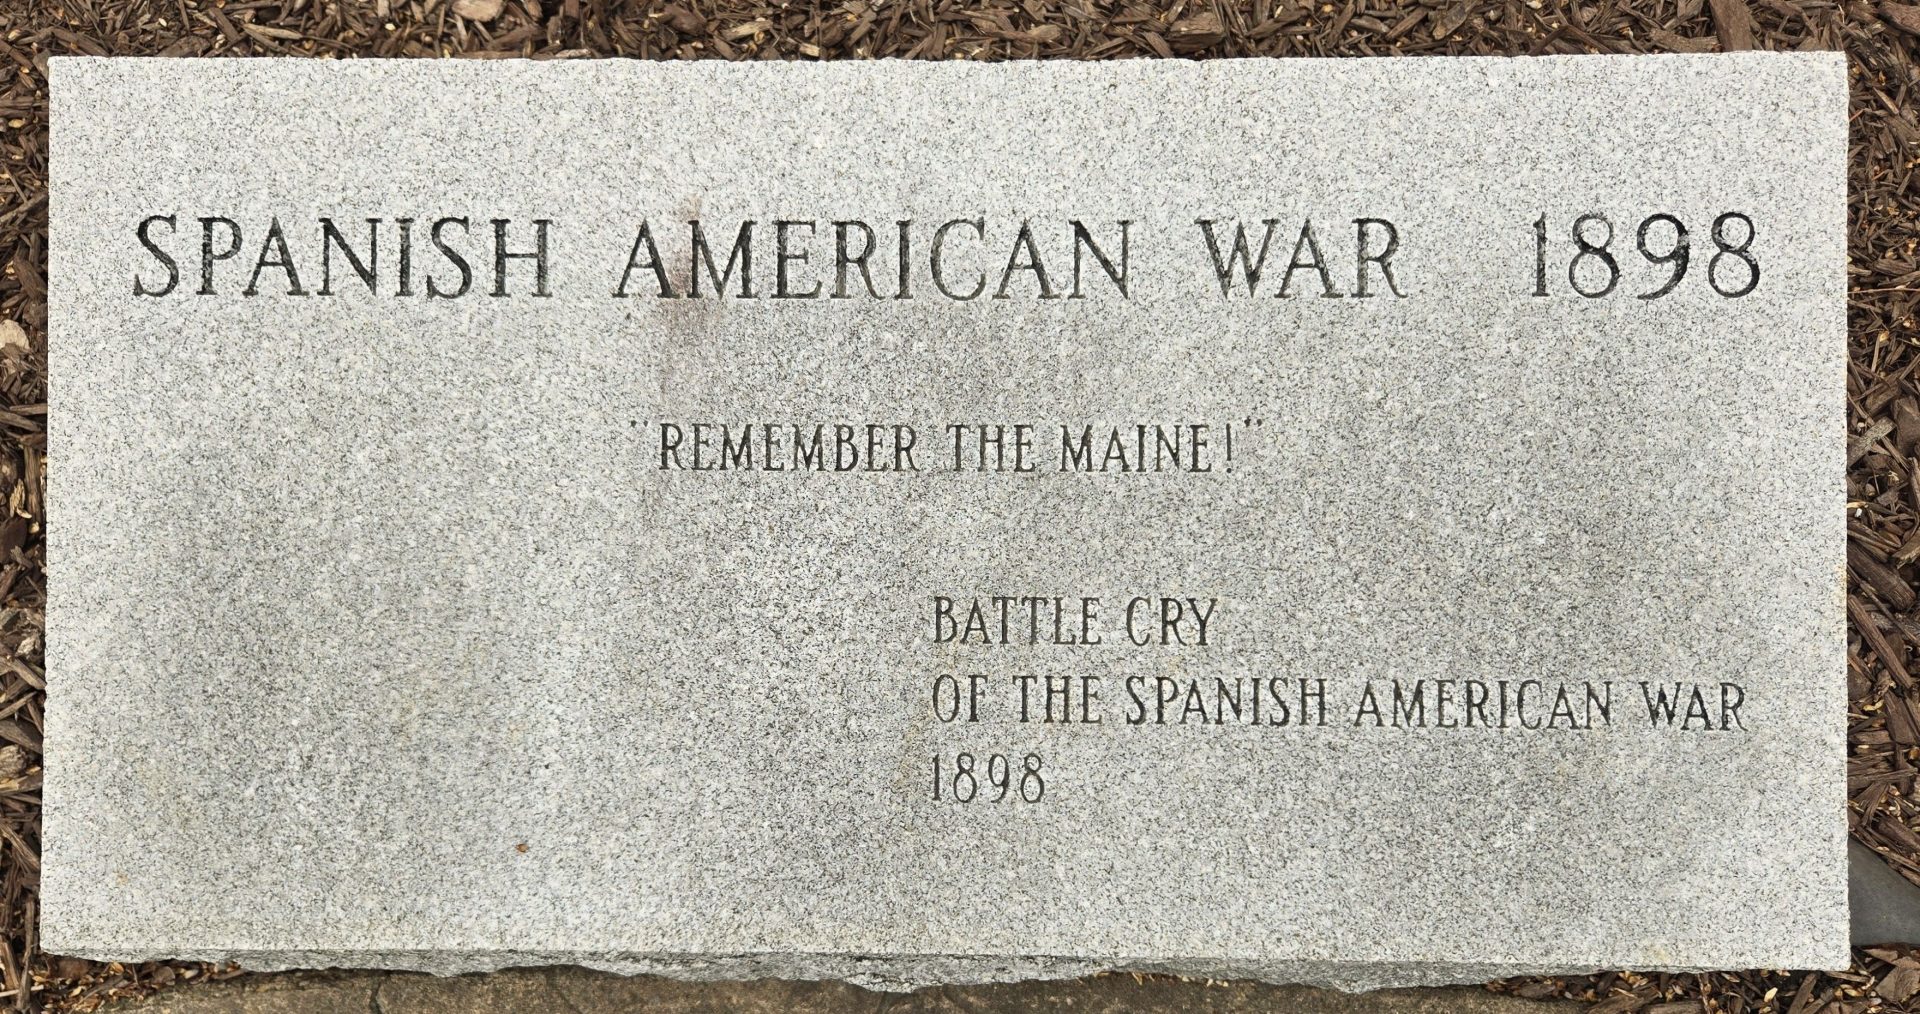 SPANISH AMERICAN WAR 1898
"REMEMBER THE MAINE!"
BATTLE CRY
OF THE SPANISH AMERICAN WAR
1898